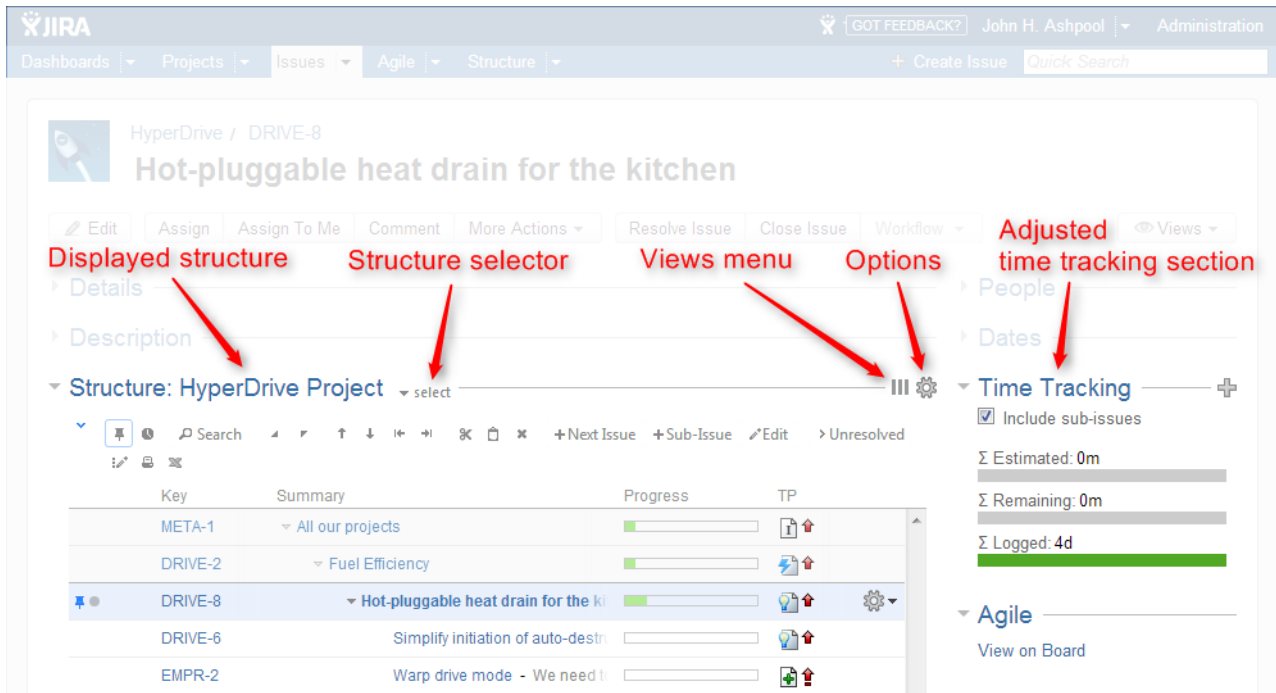 JIRA
GOT FEEDBACK? John H. Ashpool Administration
Dashboards Projects Issues Agile Structure + Create Issue Quick Search
HyperDrive / DRIVE-8
Hot-pluggable heat drain for the kitchen
Edit Assign Assign To Me Comment More Actions Resolve Issue Close Issue Workflow Views
Displayed structure Structure selector Views menu Options Adjusted
time tracking section
Details People
Description Dates
Structure: HyperDrive Project select Time Tracking
Include sub-issues
Search +Next Issue +Sub-Issue Edit >Unresolved
Σ Estimated: 0m
Key Summary Progress TP
Σ Remaining: 0m
META-1 All our projects
Σ Logged: 4d
DRIVE-2 Fuel Efficiency
DRIVE-8 Hot-pluggable heat drain for the ki
Agile
DRIVE-6 Simplify initiation of auto-destr
View on Board
EMPR-2 Warp drive mode - We need t